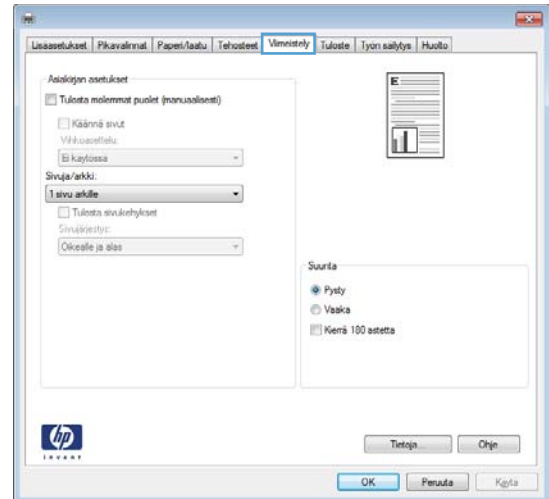 Lisäasetukset Pikavalinnat Paperi/laatu Tehosteet Viimeistely Tuloste Työn säilytys Huolto
Asiakirjan asetukset
Tulosta molemmat puolet (manuaalisesti)
Käännä sivut
Vihkoasettelu:
Ei käytössä
Sivuja/arkki:
1 sivu arkille
Tulosta sivukehykset
Sivujärjestys:
Oikealle ja alas
E
Suunta
Pysty
Vaaka
Kierrä 180 astetta
hp
invent
Tietoja... Ohje
OK Peruuta Käytä